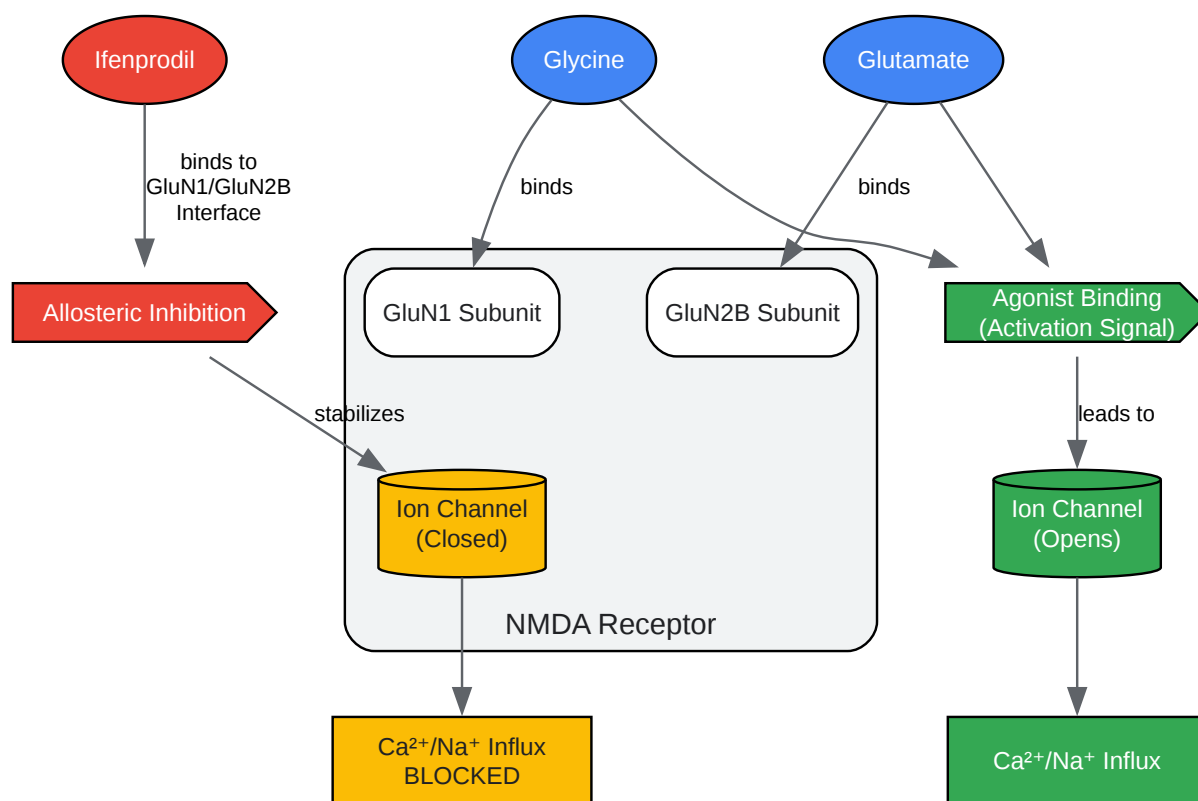 Ifenprodil
Glycine
Glutamate
binds to
GluN1/GluN2B
Interface
binds
binds
Allosteric Inhibition
GluN1 Subunit
GluN2B Subunit
Agonist Binding
(Activation Signal)
stabilizes
leads to
Ion Channel
(Closed)
Ion Channel
(Opens)
NMDA Receptor
Ca²⁺/Na⁺ Influx
BLOCKED
Ca²⁺/Na⁺ Influx